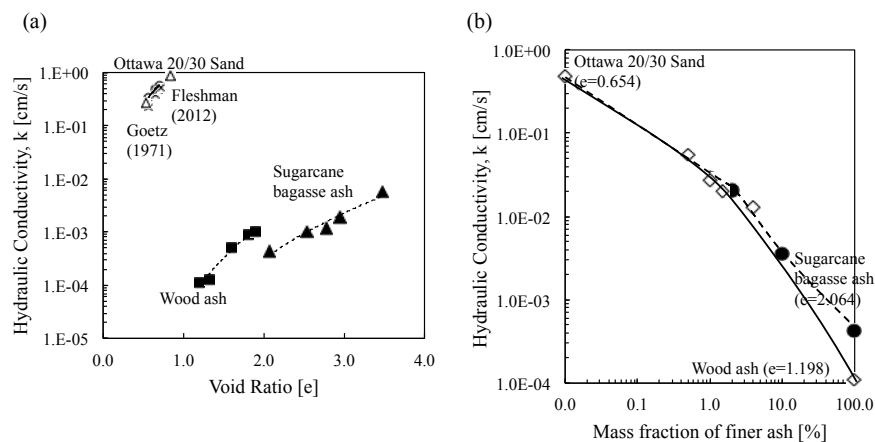 (a)
Hydraulic Conductivity, k [cm/s]
1.E+00
1.E-01
1.E-02
1.E-03
1.E-04
1.E-05
Ottawa 20/30 Sand
Fleshman
(2012)
Goetz
(1971)
Sugarcane
bagasse ash
Wood ash
0.0
1.0
2.0
3.0
4.0
Void Ratio [e]
(b)
Hydraulic Conductivity, k [cm/s]
1.0E+00
1.0E-01
1.0E-02
1.0E-03
1.0E-04
Ottawa 20/30 Sand
(e=0.654)
Sugarcane
bagasse ash
(e=2.064)
Wood ash (e=1.198)
0.0
1.0
10.0
100.0
Mass fraction of finer ash [%]